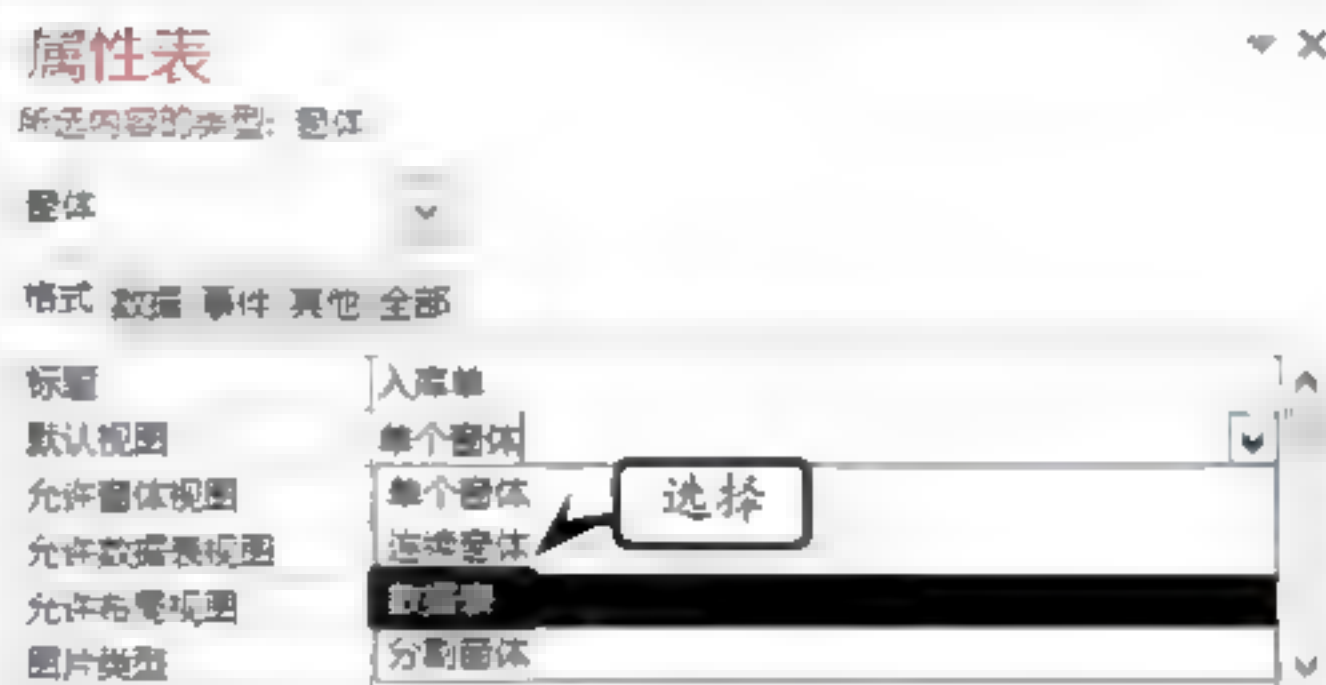 属性表
所选内容的类型: 窗体
窗体
格式 数据 事件 其他 全部
标题 入库单
默认视图 单个窗体
允许窗体视图 单个窗体
选择
允许数据表视图 连续窗体
允许布局视图 数据表
图片类型 分割窗体